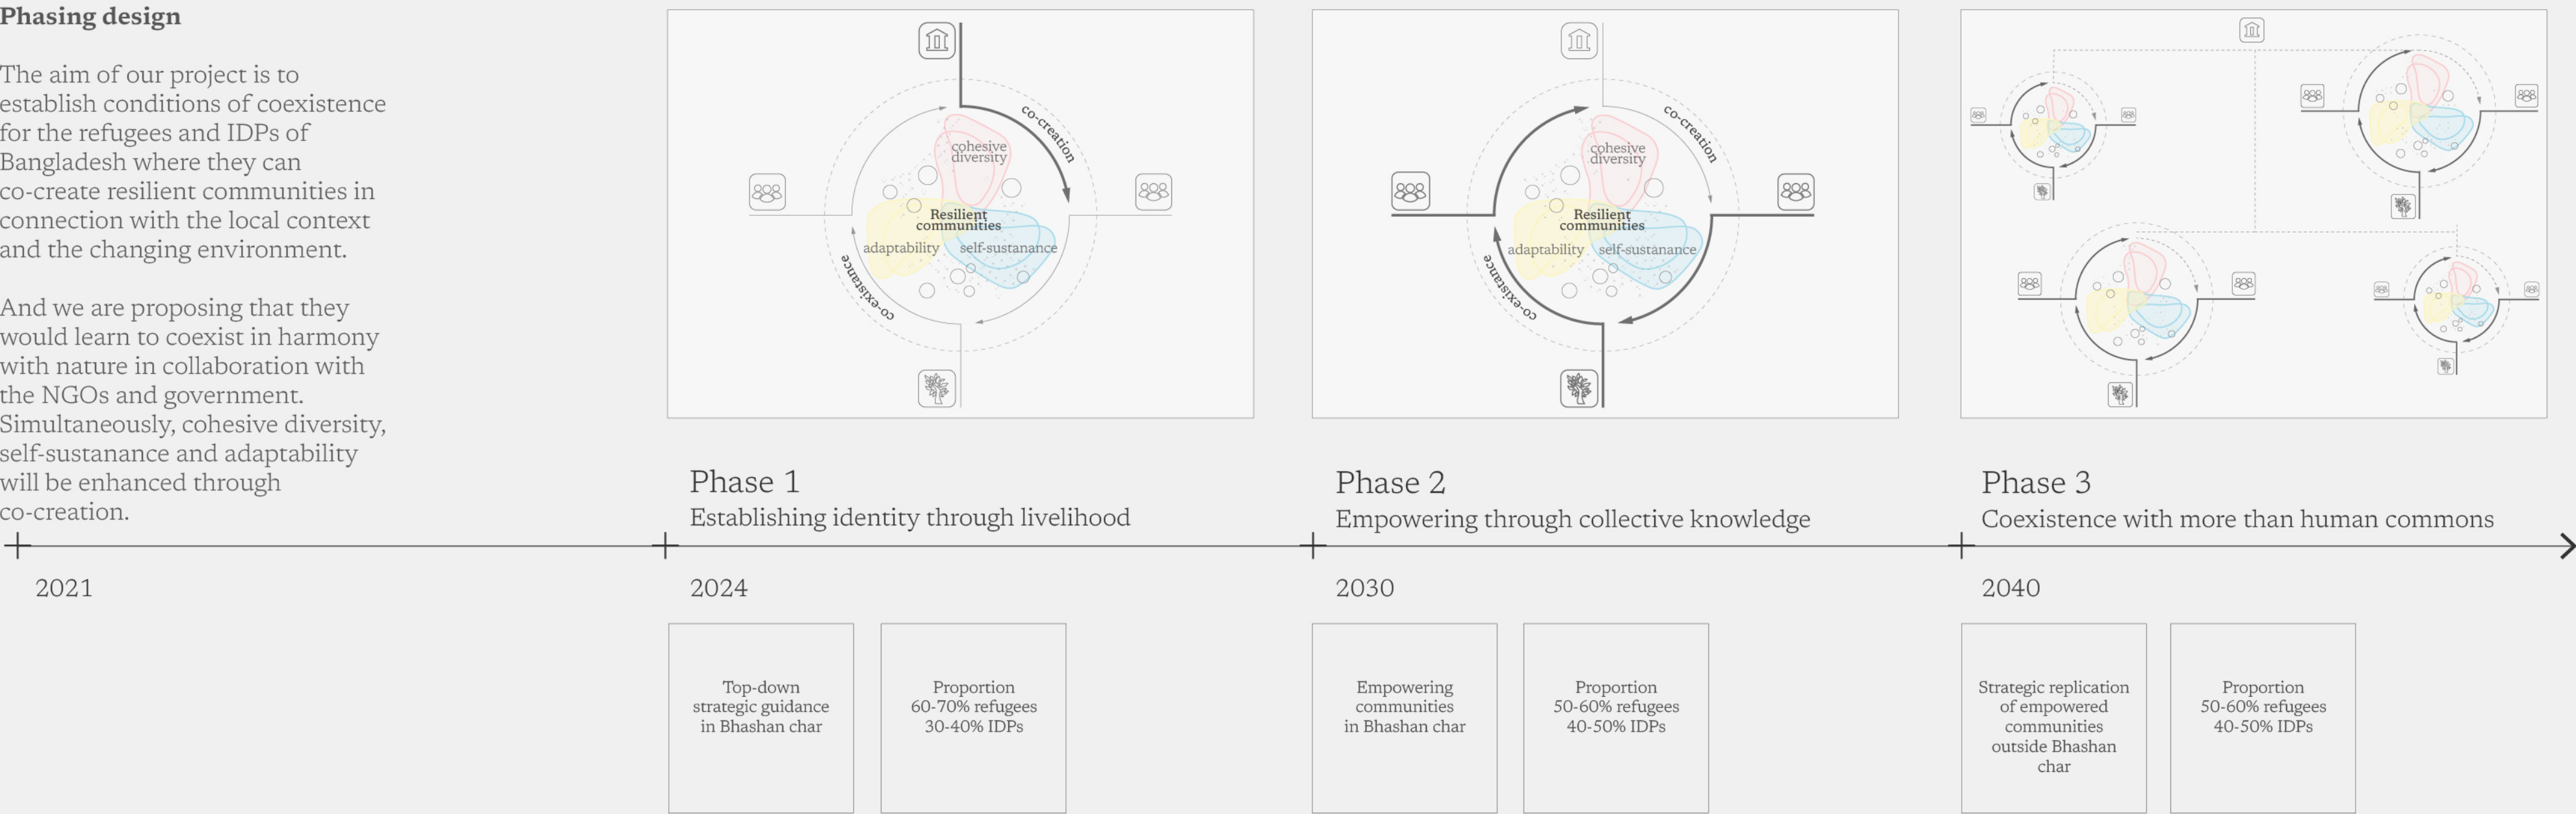 Phasing design
The aim of our project is to
establish conditions of coexistence
for the refugees and IDPs of
Bangladesh where they can
co-create resilient communities in
connection with the local context
and the changing environment.
And we are proposing that they
would learn to coexist in harmony
with nature in collaboration with
the NGOs and government.
Simultaneously, cohesive diversity,
self-sustanance and adaptability
will be enhanced through
co-creation.
co-creation
cohesive
diversity
Resilient
communities
adaptability
self-sustanance
co-existance
co-creation
cohesive
diversity
Resilient
communities
adaptability
self-sustanance
co-existance
Phase 1
Establishing identity through livelihood
Phase 2
Empowering through collective knowledge
Phase 3
Coexistence with more than human commons
2021
2024
2030
2040
Top-down
strategic guidance
in Bhashan char
Proportion
60-70% refugees
30-40% IDPs
Empowering
communities
in Bhashan char
Proportion
50-60% refugees
40-50% IDPs
Strategic replication
of empowered
communities
outside Bhashan
char
Proportion
50-60% refugees
40-50% IDPs